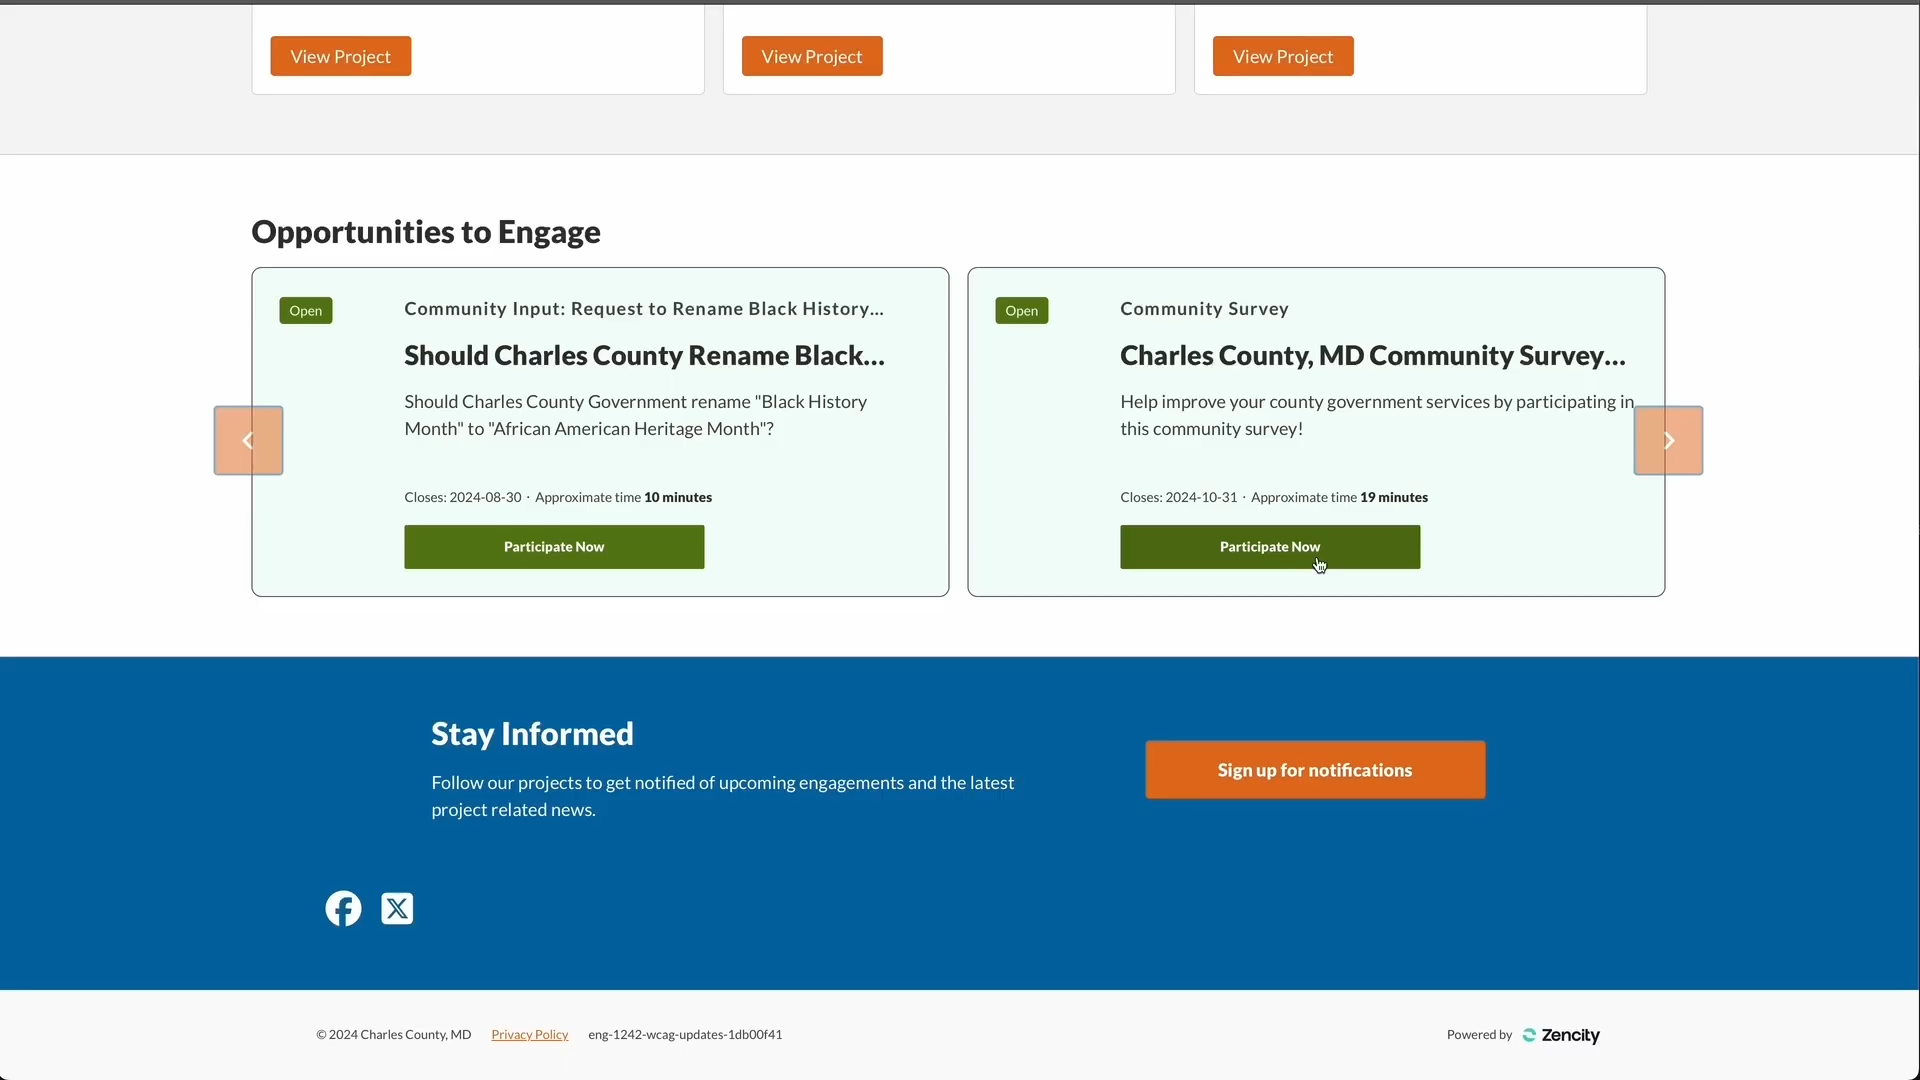 View Project
View Project
View Project
Opportunities to Engage
Open
Community Input: Request to Rename Black History...
Should Charles County Rename Black...
Should Charles County Government rename "Black History
Month" to "African American Heritage Month"?
Closes: 2024-08-30 · Approximate time 10 minutes
Participate Now
Open
Community Survey
Charles County, MD Community Survey...
Help improve your county government services by participating in
this community survey!
Closes: 2024-10-31 · Approximate time 19 minutes
Participate Now
Stay Informed
Follow our projects to get notified of upcoming engagements and the latest
project related news.
Sign up for notifications
© 2024 Charles County, MD Privacy Policy eng-1242-wcag-updates-1db00f41
Powered by Zencity